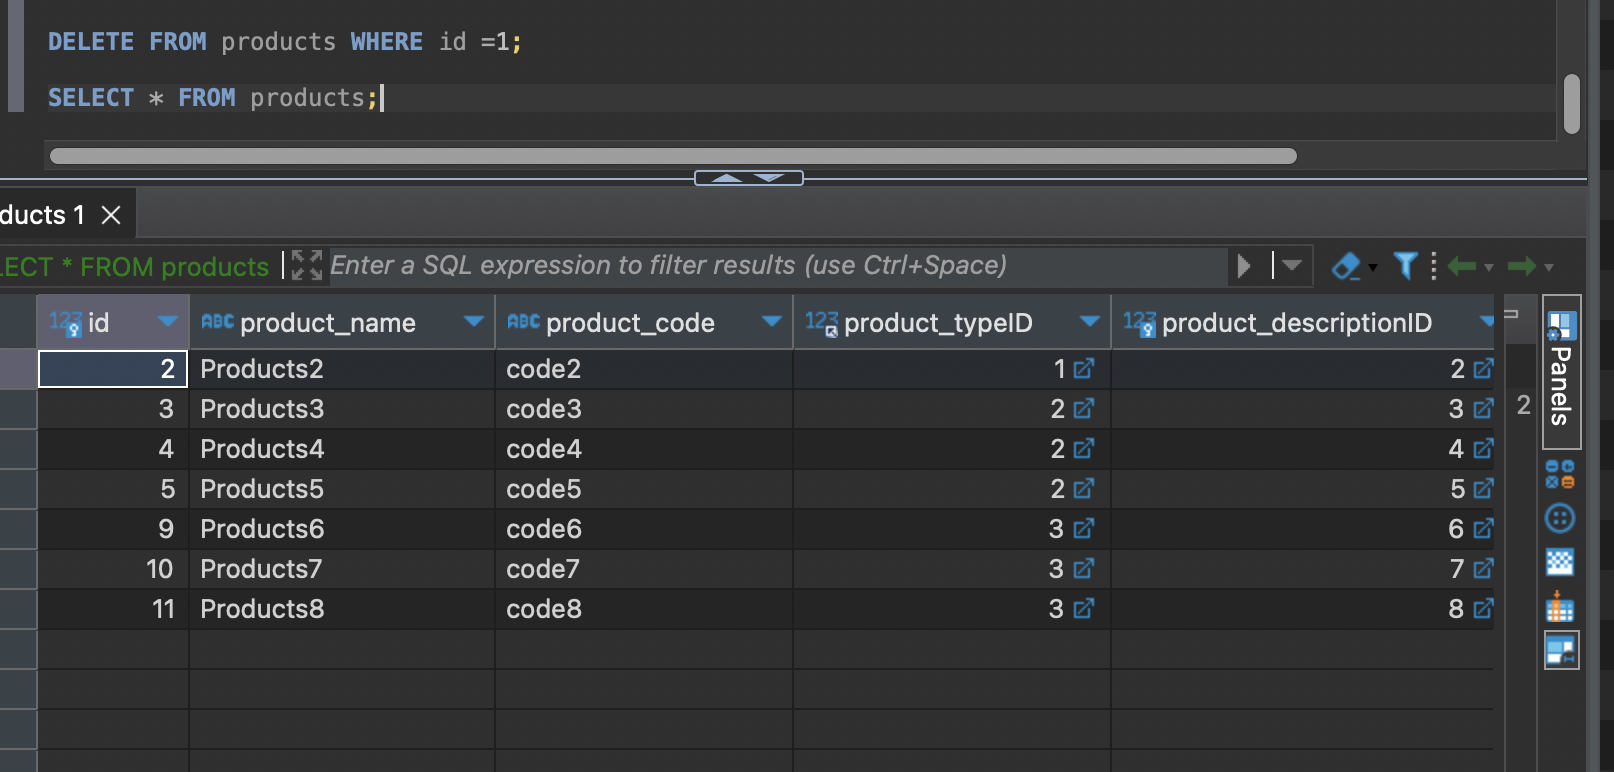 DELETE FROM products WHERE id =1;
SELECT * FROM products;
ducts 1
LECT * FROM products Enter a SQL expression to filter results (use Ctrl+Space)
123 id ABC product_name ABC product_code 123 product_typeID 123 product_descriptionID
2 Products2 code2 1 2
3 Products3 code3 2 3
4 Products4 code4 2 4
5 Products5 code5 2 5
9 Products6 code6 3 6
10 Products7 code7 3 7
11 Products8 code8 3 8
2
Panels